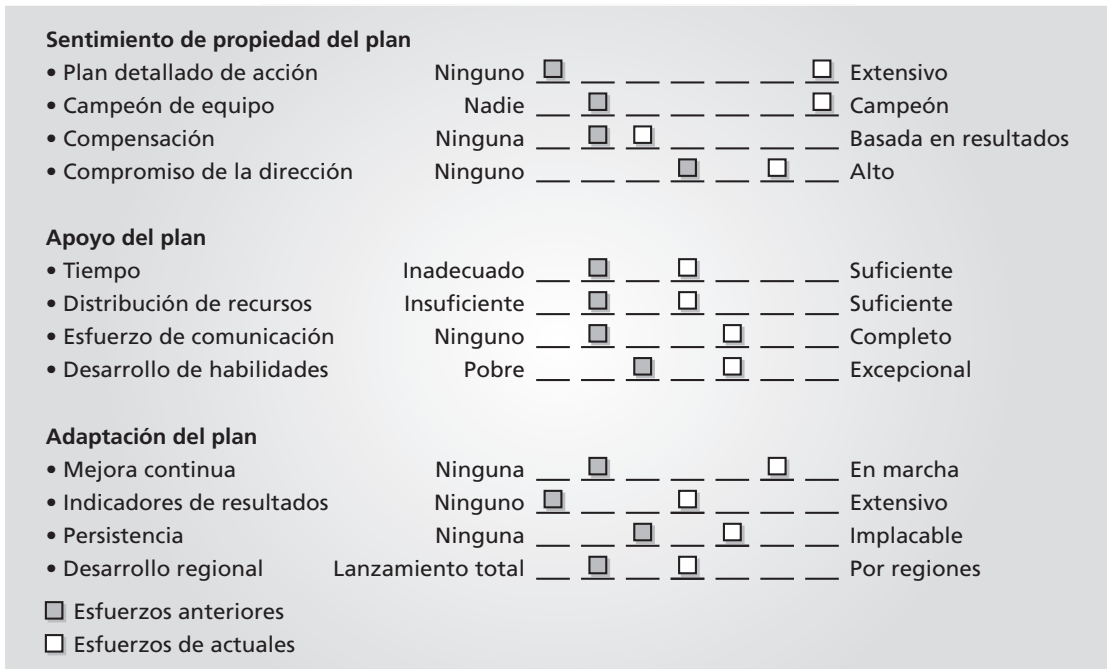 Sentimiento de propiedad del plan
• Plan detallado de acción Ninguno Extensivo
• Campeón de equipo Nadie Campeón
• Compensación Ninguna Basada en resultados
• Compromiso de la dirección Ninguno Alto
Apoyo del plan
• Tiempo Inadecuado Suficiente
• Distribución de recursos Insuficiente Suficiente
• Esfuerzo de comunicación Ninguno Completo
• Desarrollo de habilidades Pobre Excepcional
Adaptación del plan
• Mejora continua Ninguna En marcha
• Indicadores de resultados Ninguno Extensivo
• Persistencia Ninguna Implacable
• Desarrollo regional Lanzamiento total Por regiones
Esfuerzos anteriores
Esfuerzos de actuales